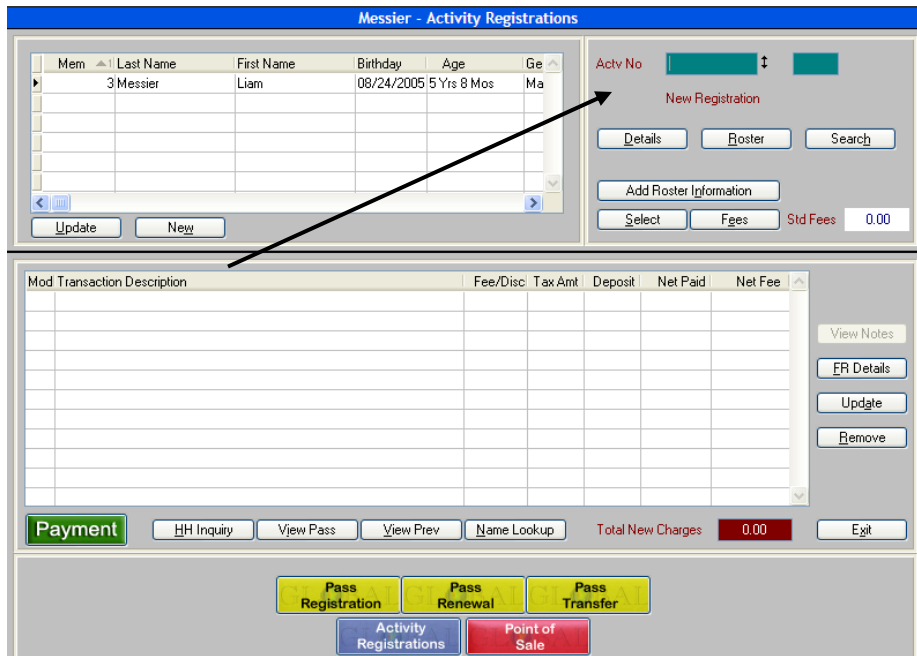 Messier - Activity Registrations
Mem 1 Last Name First Name Birthday Age Ge
3 Messier Liam 08/24/2005 5 Yrs 8 Mos Ma
Update New
Actv No
New Registration
Details Roster Search
Add Roster Information
Select Fees Std Fees 0.00
Mod Transaction Description Fee/Disc Tax Amt Deposit Net Paid Net Fee
View Notes
FR Details
Update
Remove
Payment HH Inquiry View Pass View Prev Name Lookup Total New Charges 0.00 Exit
Pass Registration
Pass Renewal
Pass Transfer
Activity Registrations
Point of Sale